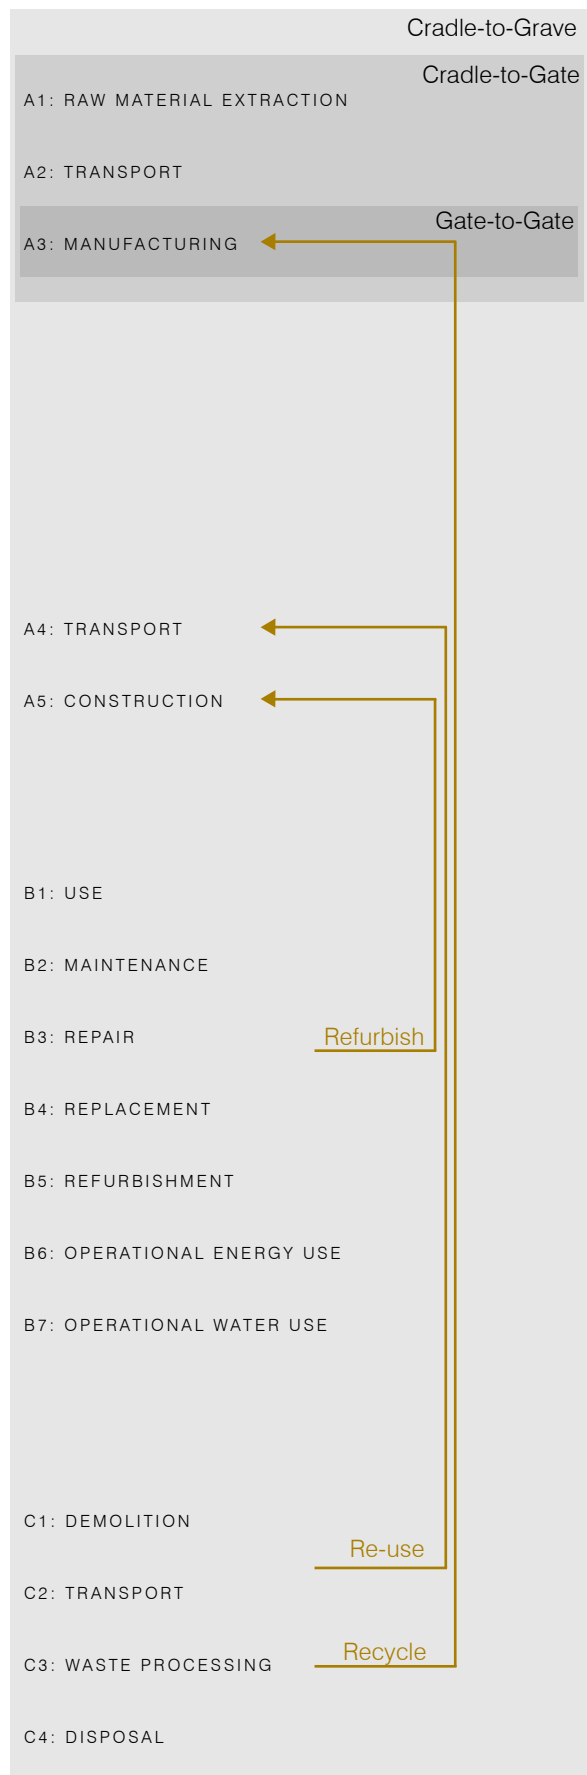 Cradle-to-Grave
Cradle-to-Gate
A1: RAW MATERIAL EXTRACTION
A2: TRANSPORT
Gate-to-Gate
A3: MANUFACTURING
A4: TRANSPORT
A5: CONSTRUCTION
B1: USE
B2: MAINTENANCE
B3: REPAIR
Refurbish
B4: REPLACEMENT
B5: REFURBISHMENT
B6: OPERATIONAL ENERGY USE
B7: OPERATIONAL WATER USE
C1: DEMOLITION
Re-use
C2: TRANSPORT
Recycle
C3: WASTE PROCESSING
C4: DISPOSAL